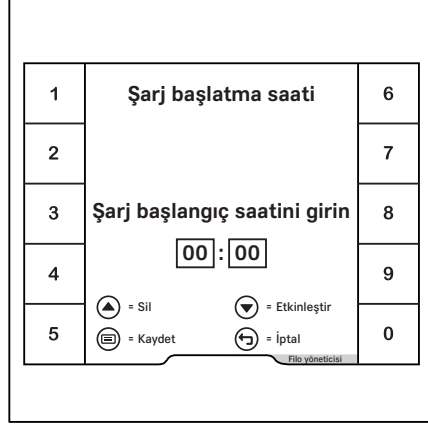 1
Şarj başlatma saati
6
2
7
3
Şarj başlangıç saatini girin
8
00 : 00
4
9
= Sil
= Etkinleştir
5
= Kaydet
= İptal
0
Filo yöneticisi